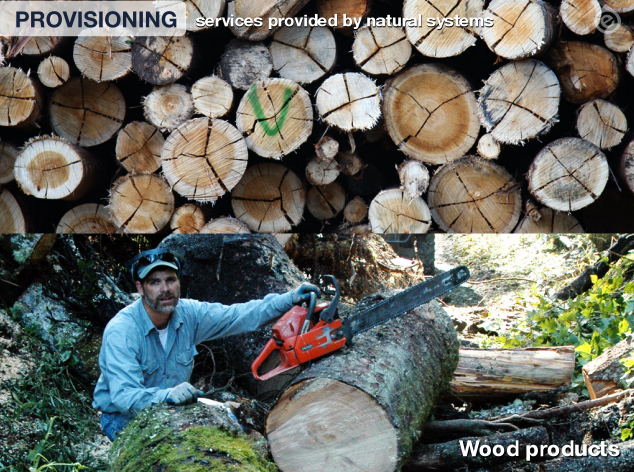 PROVISIONING services provided by natural systems
Wood products